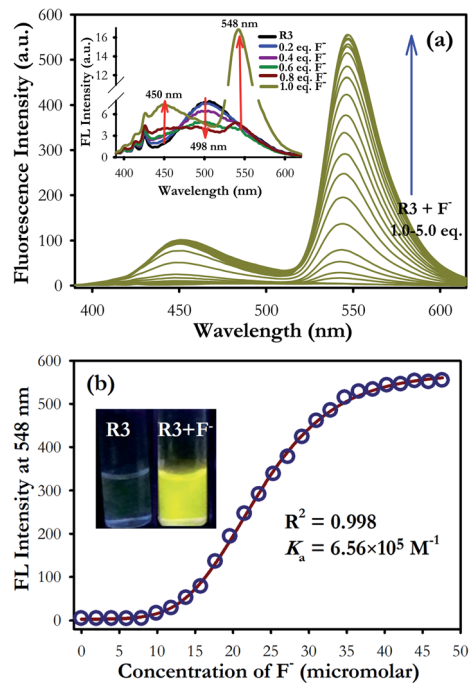 (a)
Fluorescence Intensity (a.u.)
600
500
400
300
200
100
0
400
450
500
550
600
Wavelength (nm)
R3 + F⁻
1.0-5.0 eq.
FL Intensity (a.u.)
16
14
12
9
6
3
0
400 450 500 550 600
Wavelength (nm)
450 nm
498 nm
548 nm
R3
0.2 eq. F⁻
0.4 eq. F⁻
0.6 eq. F⁻
0.8 eq. F⁻
1.0 eq. F⁻
(b)
FL Intensity at 548 nm
600
500
400
300
200
100
0
R3 R3+F⁻
R² = 0.998
Kₐ = 6.56×10⁵ M⁻¹
0 5 10 15 20 25 30 35 40 45 50
Concentration of F⁻ (micromolar)